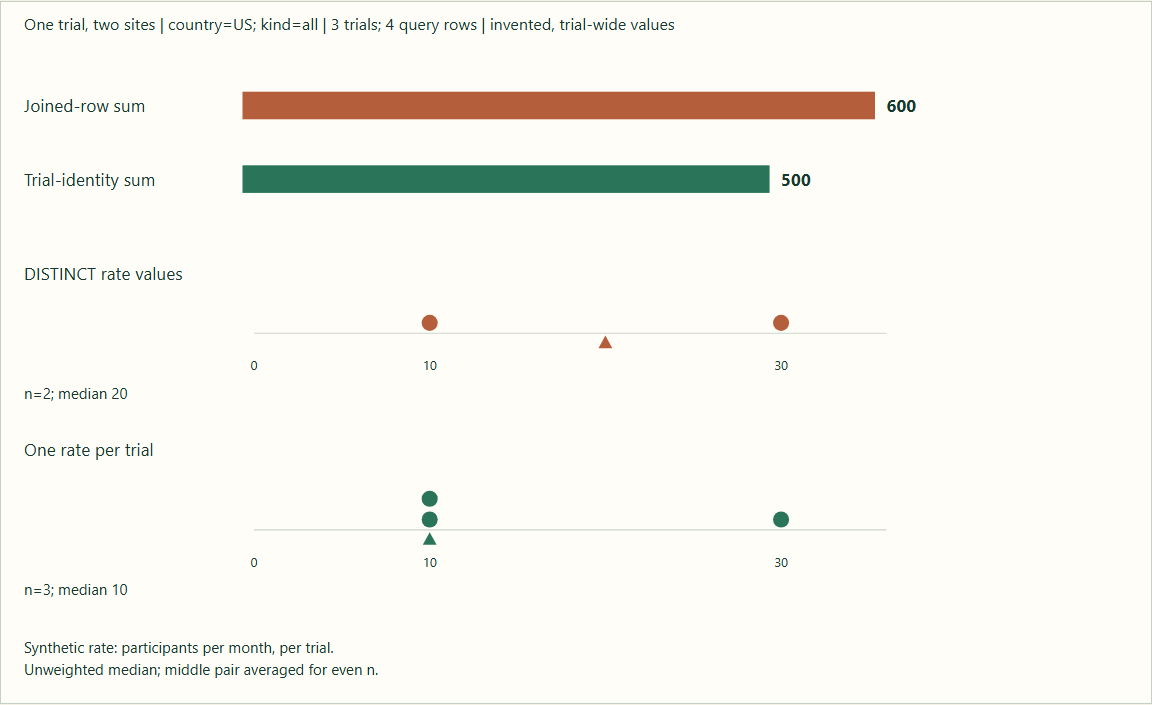 One trial, two sites | country=US; kind=all | 3 trials; 4 query rows | invented, trial-wide values
Joined-row sum 600
Trial-identity sum 500
DISTINCT rate values
0 10 30
n=2; median 20
One rate per trial
0 10 30
n=3; median 10
Synthetic rate: participants per month, per trial.
Unweighted median; middle pair averaged for even n.